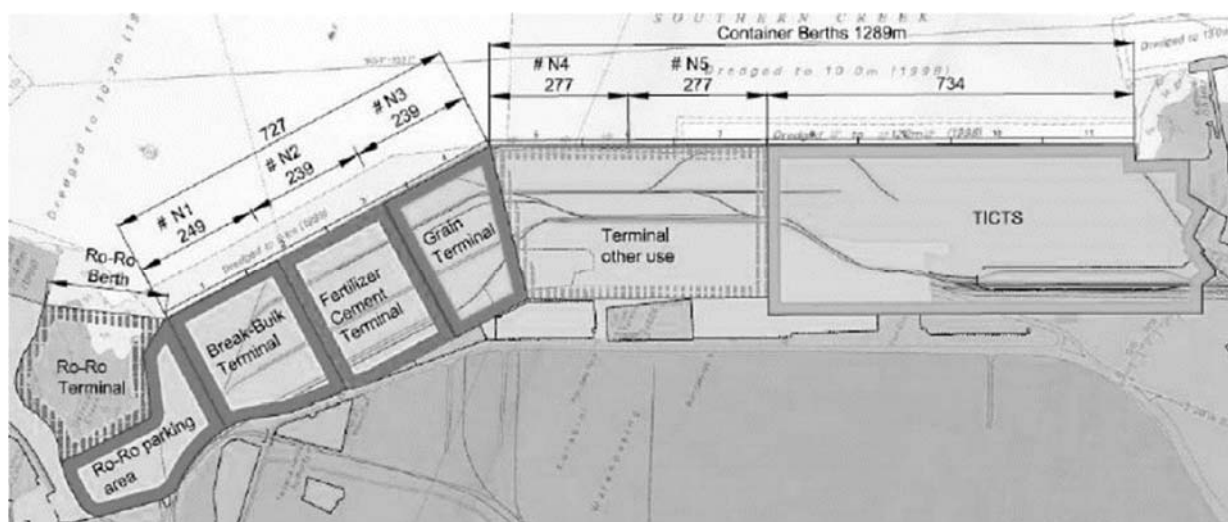 SOUTHERN CREEK
Container Berths 1289m
# N4
277
# N5
277
Dredged to 10.0m (1998)
734
727
# N3
239
# N2
239
# N1
249
Ro-Ro
Berth
Grain
Terminal
Terminal
other use
TICTS
Fertilizer
Cement
Terminal
Break-Bulk
Terminal
Ro-Ro
Terminal
Ro-Ro parking
area